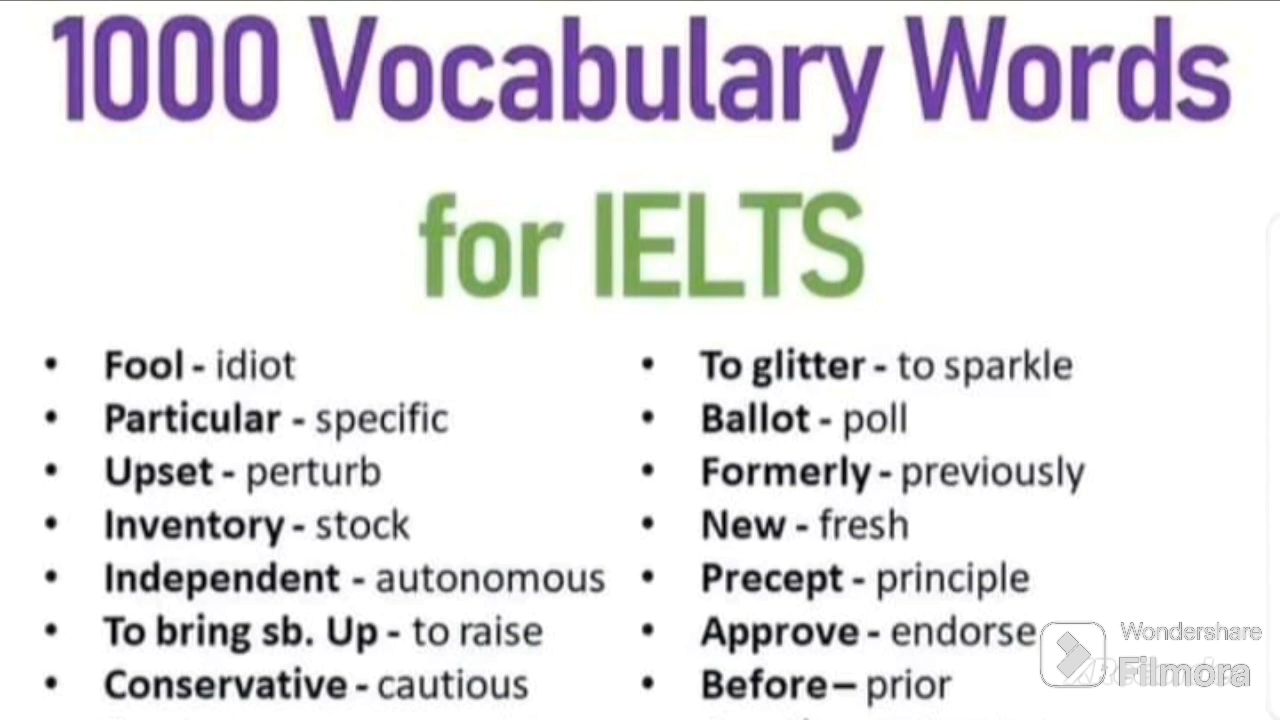 1000 Vocabulary Words
for IELTS
• Fool - idiot
• Particular - specific
• Upset - perturb
• Inventory - stock
• Independent - autonomous
• To bring sb. Up - to raise
• Conservative - cautious
• To glitter - to sparkle
• Ballot - poll
• Formerly - previously
• New - fresh
• Precept - principle
• Approve - endorse
• Before – prior
Wondershare
Filmora